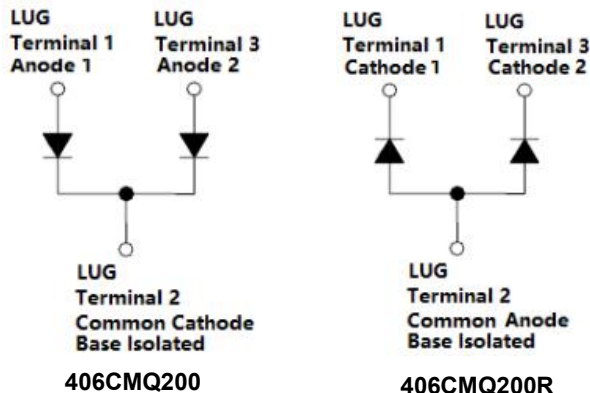 LUG
Terminal 1
Anode 1
LUG
Terminal 3
Anode 2
LUG
Terminal 2
Common Cathode
Base Isolated
406CMQ200
LUG
Terminal 1
Cathode 1
LUG
Terminal 3
Cathode 2
LUG
Terminal 2
Common Anode
Base Isolated
406CMQ200R